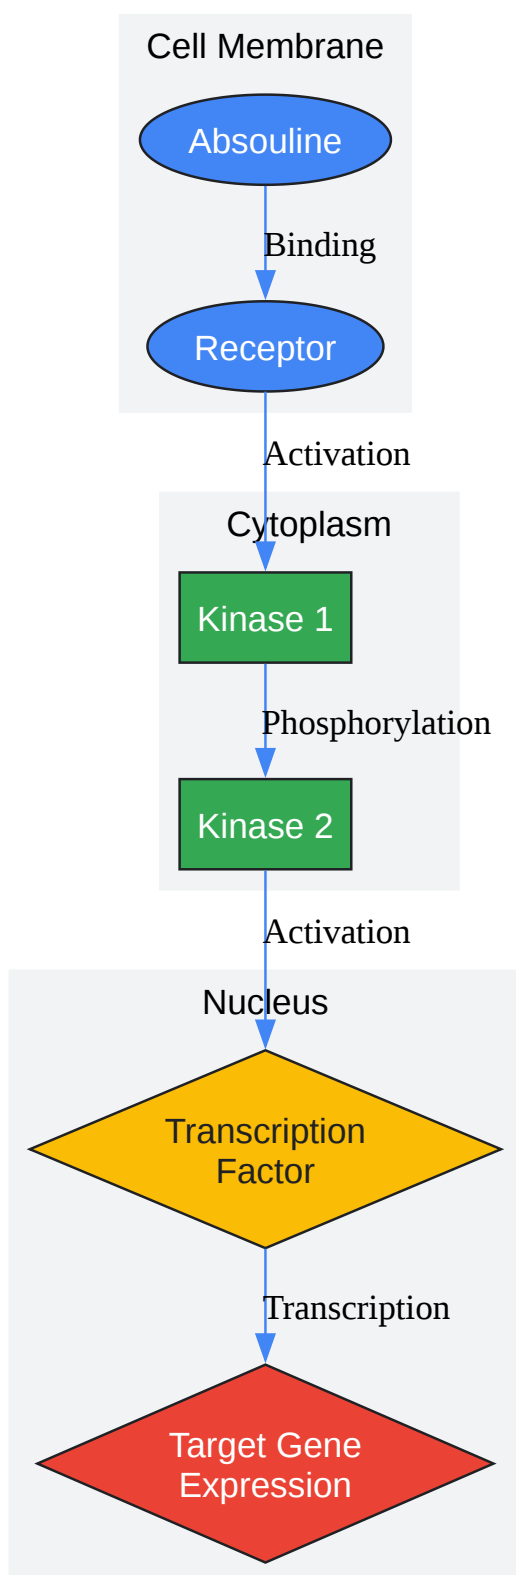 Cell Membrane
Absouline
Binding
Receptor
Activation
Cytoplasm
Kinase 1
Phosphorylation
Kinase 2
Activation
Nucleus
Transcription
Factor
Transcription
Target Gene
Expression